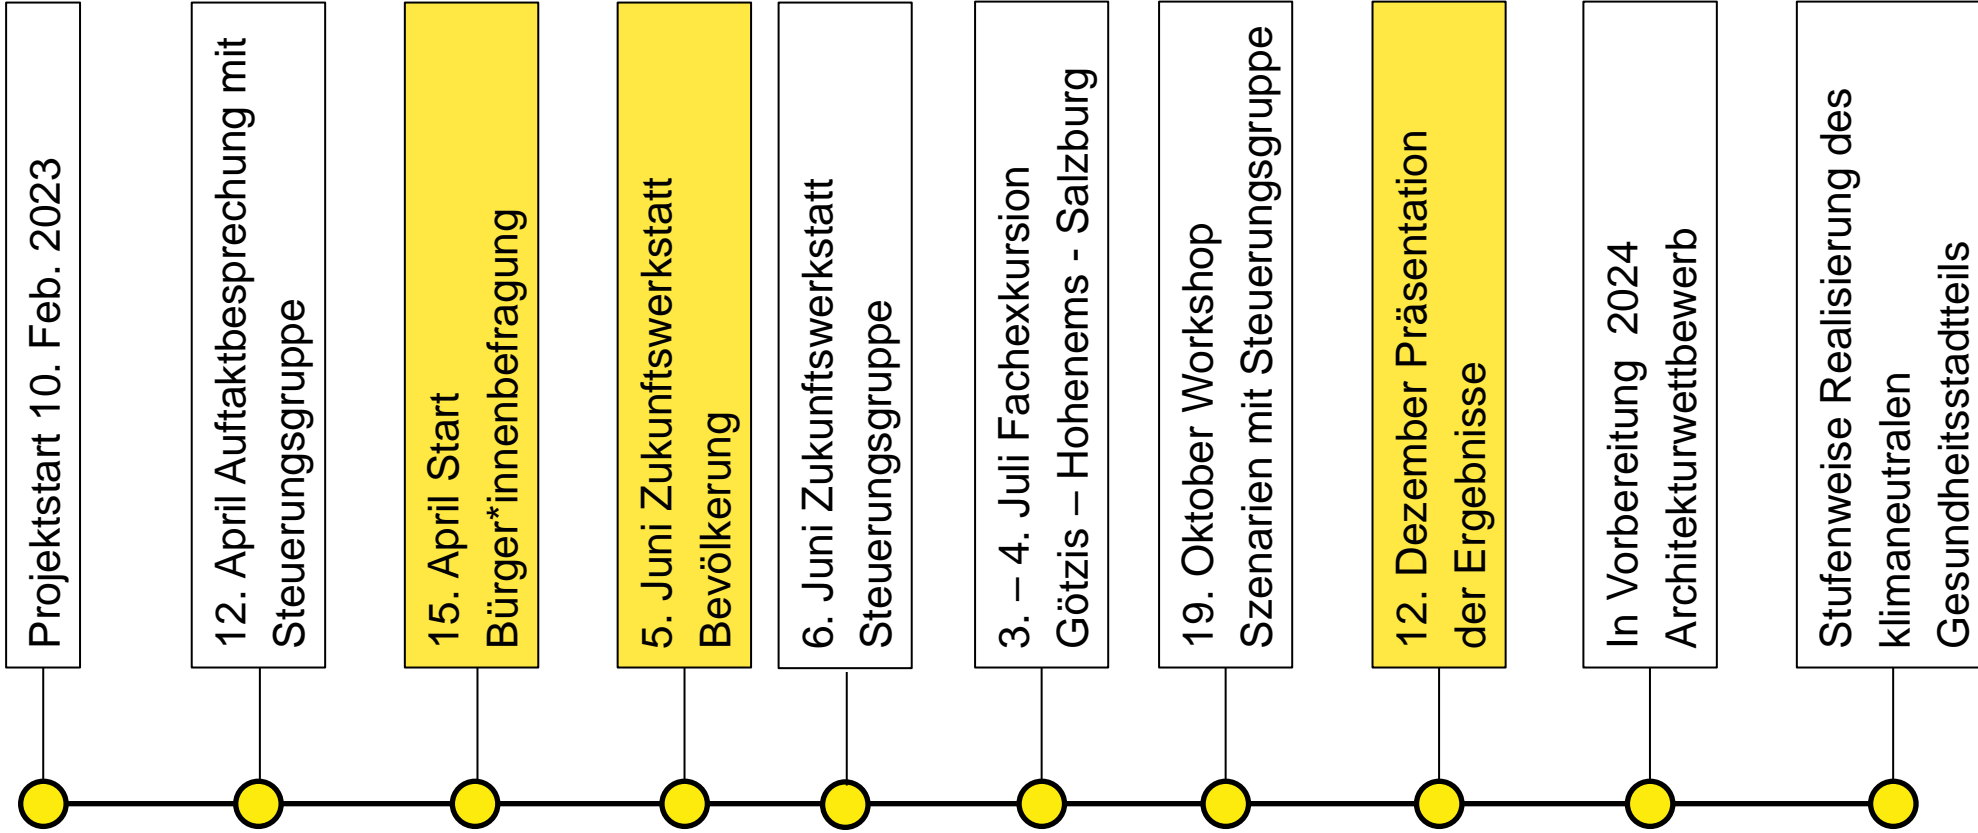 Projektstart 10. Feb. 2023
12. April Auftaktbesprechung mit
Steuerungsgruppe
15. April Start
Bürger*innenbefragung
5. Juni Zukunftswerkstatt
Bevölkerung
6. Juni Zukunftswerkstatt
Steuerungsgruppe
3. – 4. Juli Fachexkursion
Götzis – Hohenems - Salzburg
19. Oktober Workshop
Szenarien mit Steuerungsgruppe
12. Dezember Präsentation
der Ergebnisse
In Vorbereitung 2024
Architekturwettbewerb
Stufenweise Realisierung des
klimaneutralen
Gesundheitsstadtteils